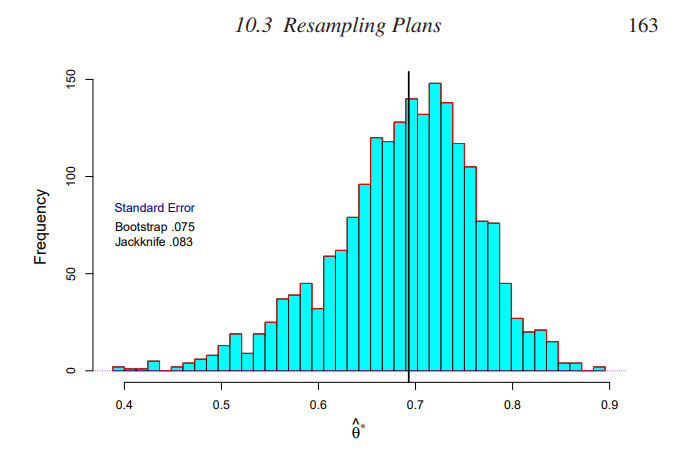 10.3 Resampling Plans 163
150
100
50
0
Frequency
Standard Error
Bootstrap .075
Jackknife .083
0.4 0.5 0.6 0.7 0.8 0.9
θ̂*